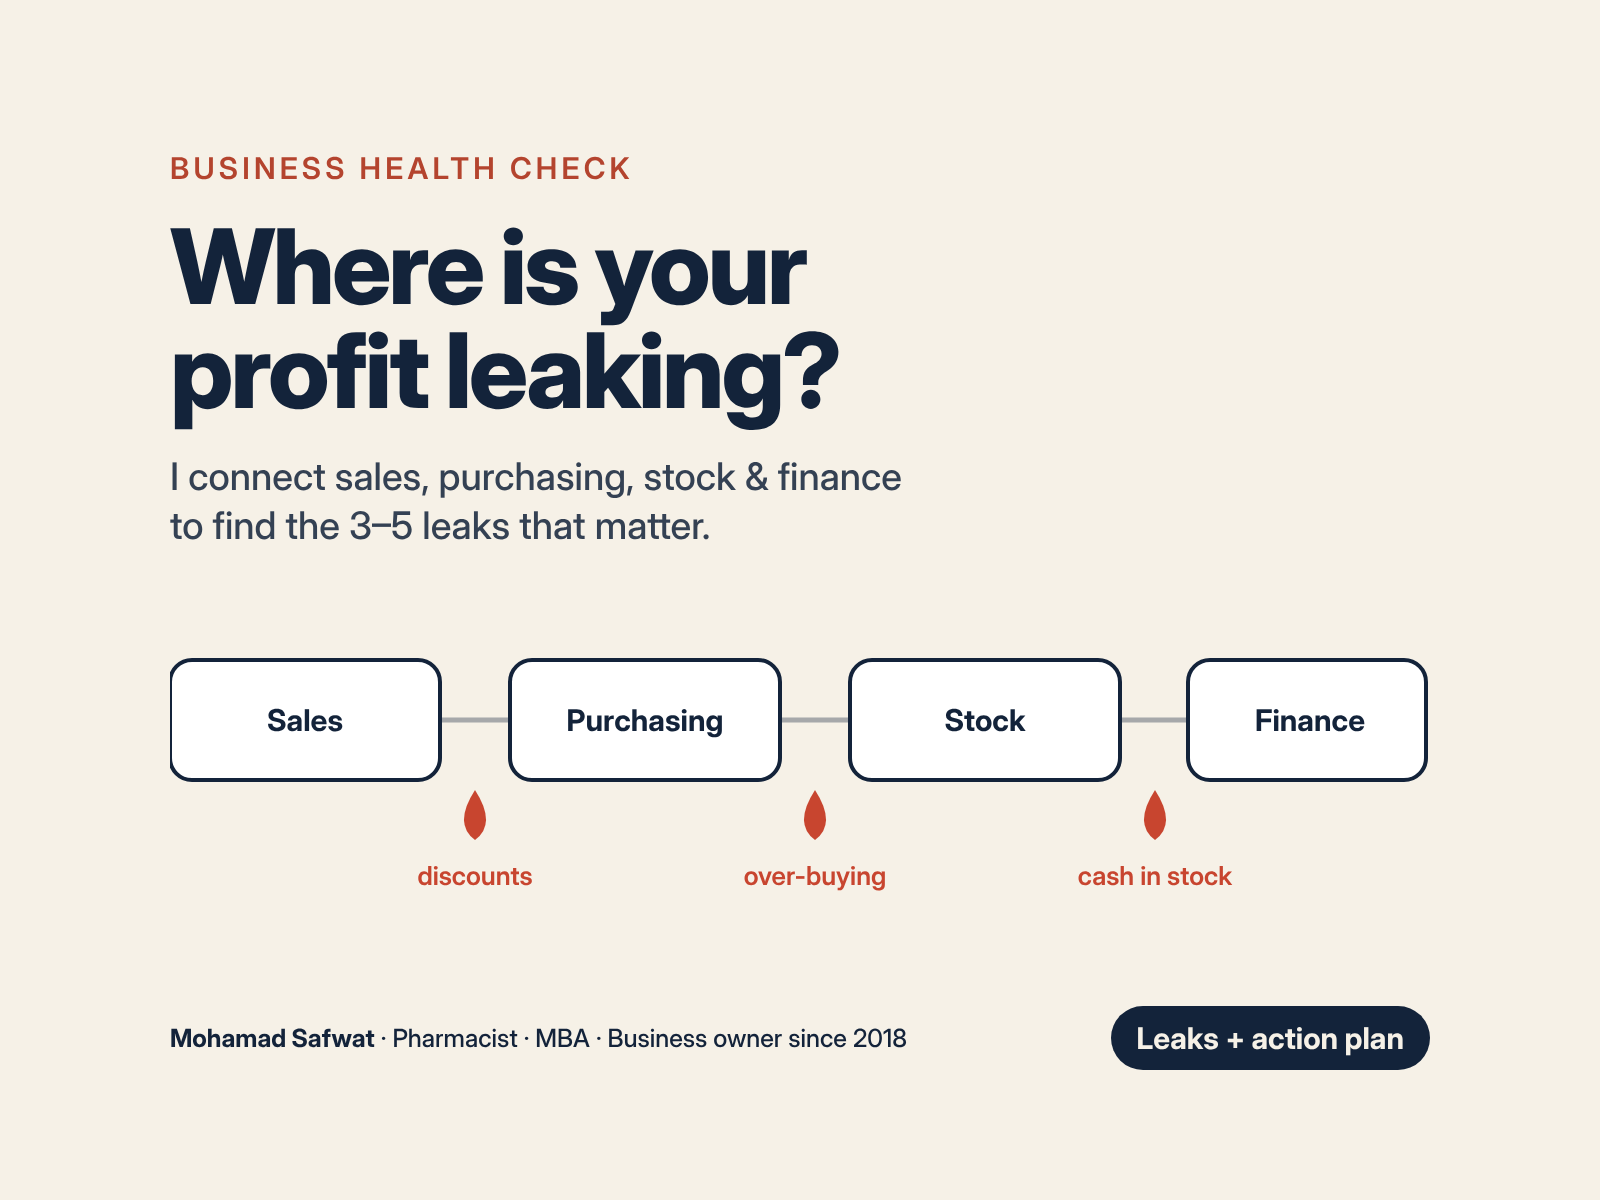 BUSINESS HEALTH CHECK
Where is your
profit leaking?
I connect sales, purchasing, stock & finance
to find the 3–5 leaks that matter.
Sales
Purchasing
Stock
Finance
discounts
over-buying
cash in stock
Mohamad Safwat · Pharmacist · MBA · Business owner since 2018
Leaks + action plan